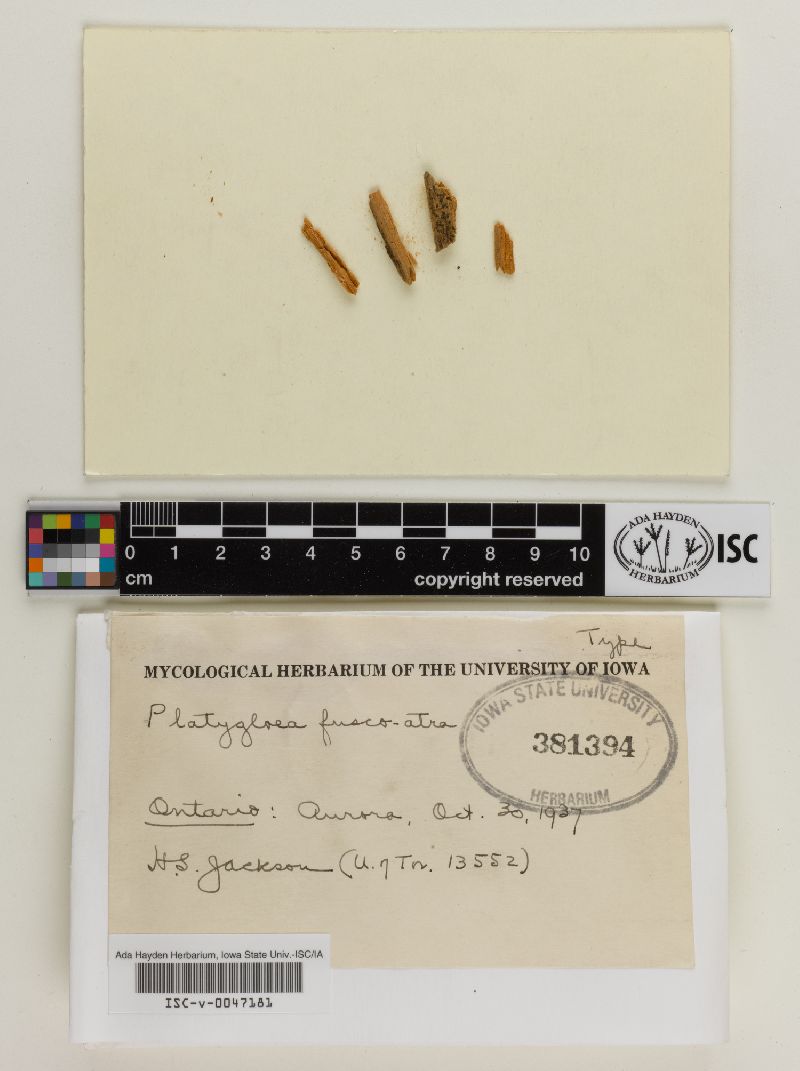 0 1 2 3 4 5 6 7 8 9 10
cm
copyright reserved
ADA HAYDEN
HERBARIUM
ISC
Type
MYCOLOGICAL HERBARIUM OF THE UNIVERSITY OF IOWA
Platygloea fusco-atra
IOWA STATE UNIVERSITY
381394
HERBARIUM
Ontario: Aurora, Oct. 30, 1937
H.S. Jackson (U. of Tor. 13552)
Ada Hayden Herbarium, Iowa State Univ.-ISC/IA
ISC-v-0047181